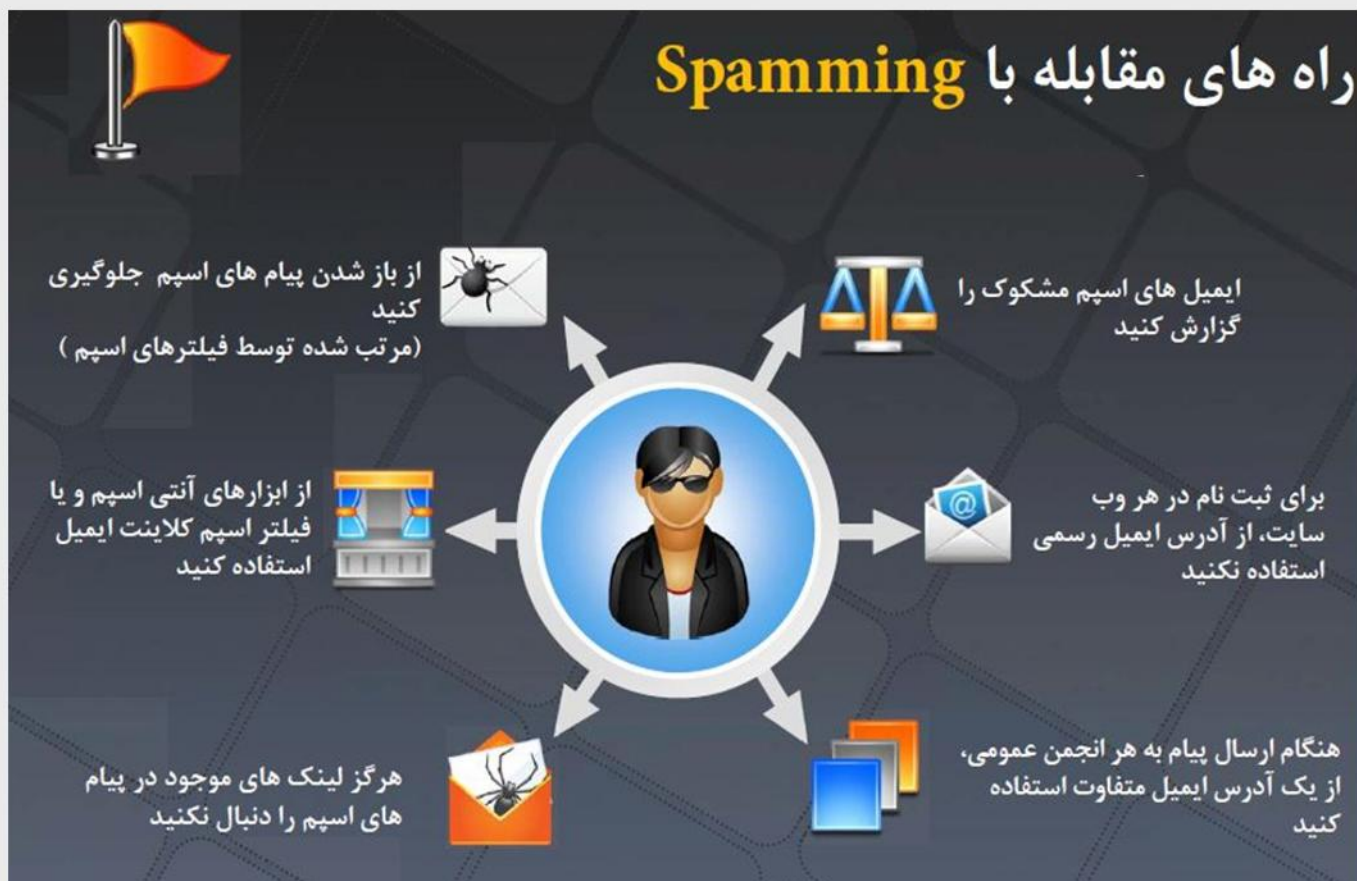 راه های مقابله با Spamming
ایمیل های اسپم مشکوک را
گزارش کنید
برای ثبت نام در هر وب
سایت، از آدرس ایمیل رسمی
استفاده نکنید
هنگام ارسال پیام به هر انجمن عمومی،
از یک آدرس ایمیل متفاوت استفاده
کنید
از باز شدن پیام های اسپم جلوگیری
کنید
(مرتب شده توسط فیلترهای اسپم )
از ابزارهای آنتی اسپم و یا
فیلتر اسپم کلاینت ایمیل
استفاده کنید
هرگز لینک های موجود در پیام
های اسپم را دنبال نکنید